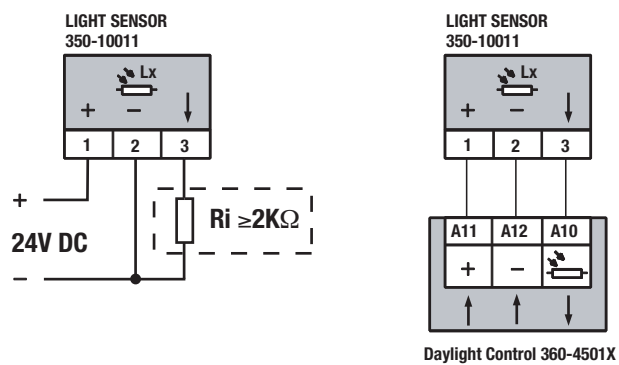 LIGHT SENSOR
350-10011
Lx
+ −
1 2 3
+
24V DC
−
Ri ≥2KΩ
LIGHT SENSOR
350-10011
Lx
+ −
1 2 3
A11 A12 A10
+ −
Daylight Control 360-4501X